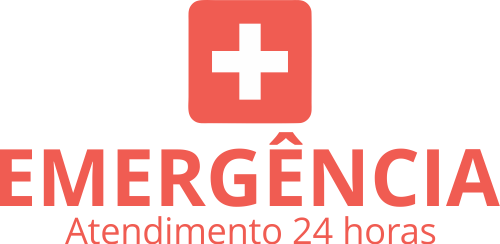 EMERGÊNCIA
Atendimento 24 horas